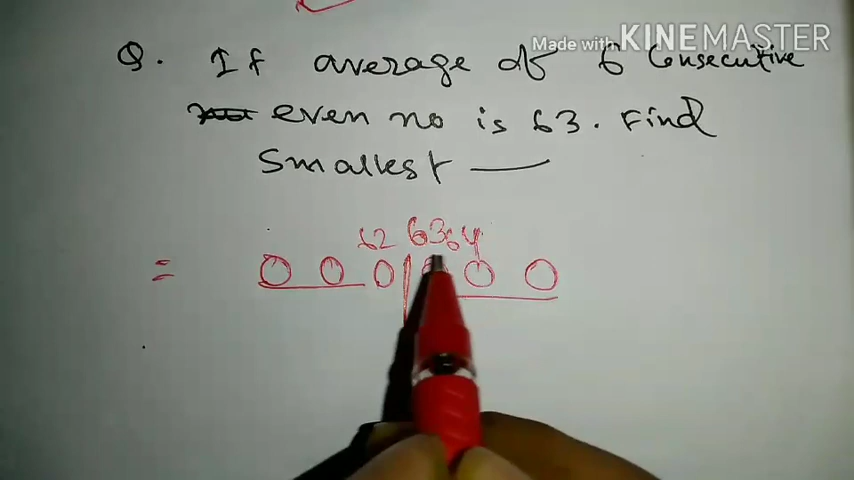 Made with KINEMASTER
Q. If average of 6 Consecutive
even no is 63. Find
Smallest
62 63 64
=